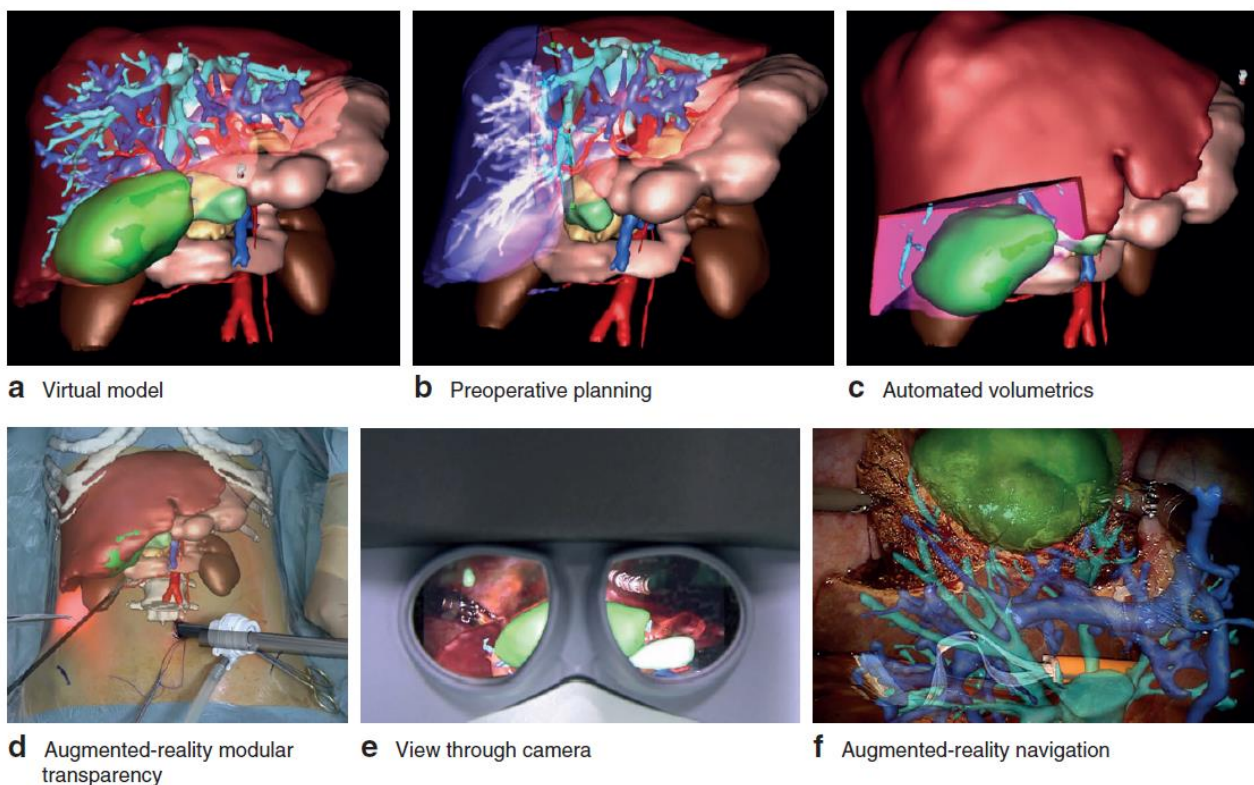 a Virtual model
b Preoperative planning
c Automated volumetrics
d Augmented-reality modular
transparency
e View through camera
f Augmented-reality navigation